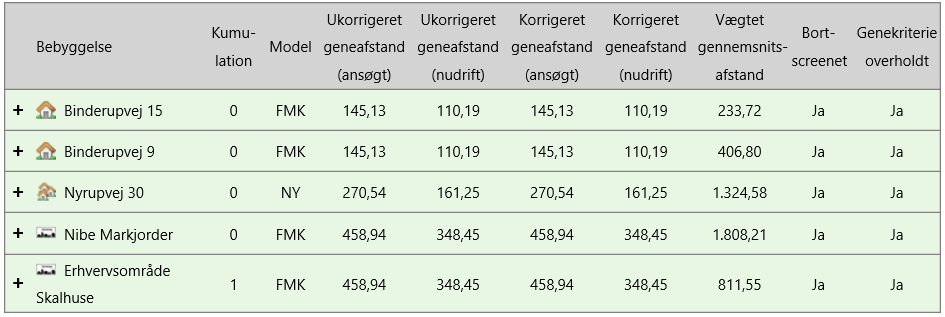 Bebyggelse Kumu-lation Model Ukorrigeret geneafstand (ansøgt) Ukorrigeret geneafstand (nudrift) Korrigeret geneafstand (ansøgt) Korrigeret geneafstand (nudrift) Vægtet gennemsnits-afstand Bort-screenet Genekriterie overholdt
+ Binderupvej 15 0 FMK 145,13 110,19 145,13 110,19 233,72 Ja Ja
+ Binderupvej 9 0 FMK 145,13 110,19 145,13 110,19 406,80 Ja Ja
+ Nyrupvej 30 0 NY 270,54 161,25 270,54 161,25 1.324,58 Ja Ja
+ Nibe Markjorder 0 FMK 458,94 348,45 458,94 348,45 1.808,21 Ja Ja
+ Erhvervsområde Skalhuse 1 FMK 458,94 348,45 458,94 348,45 811,55 Ja Ja